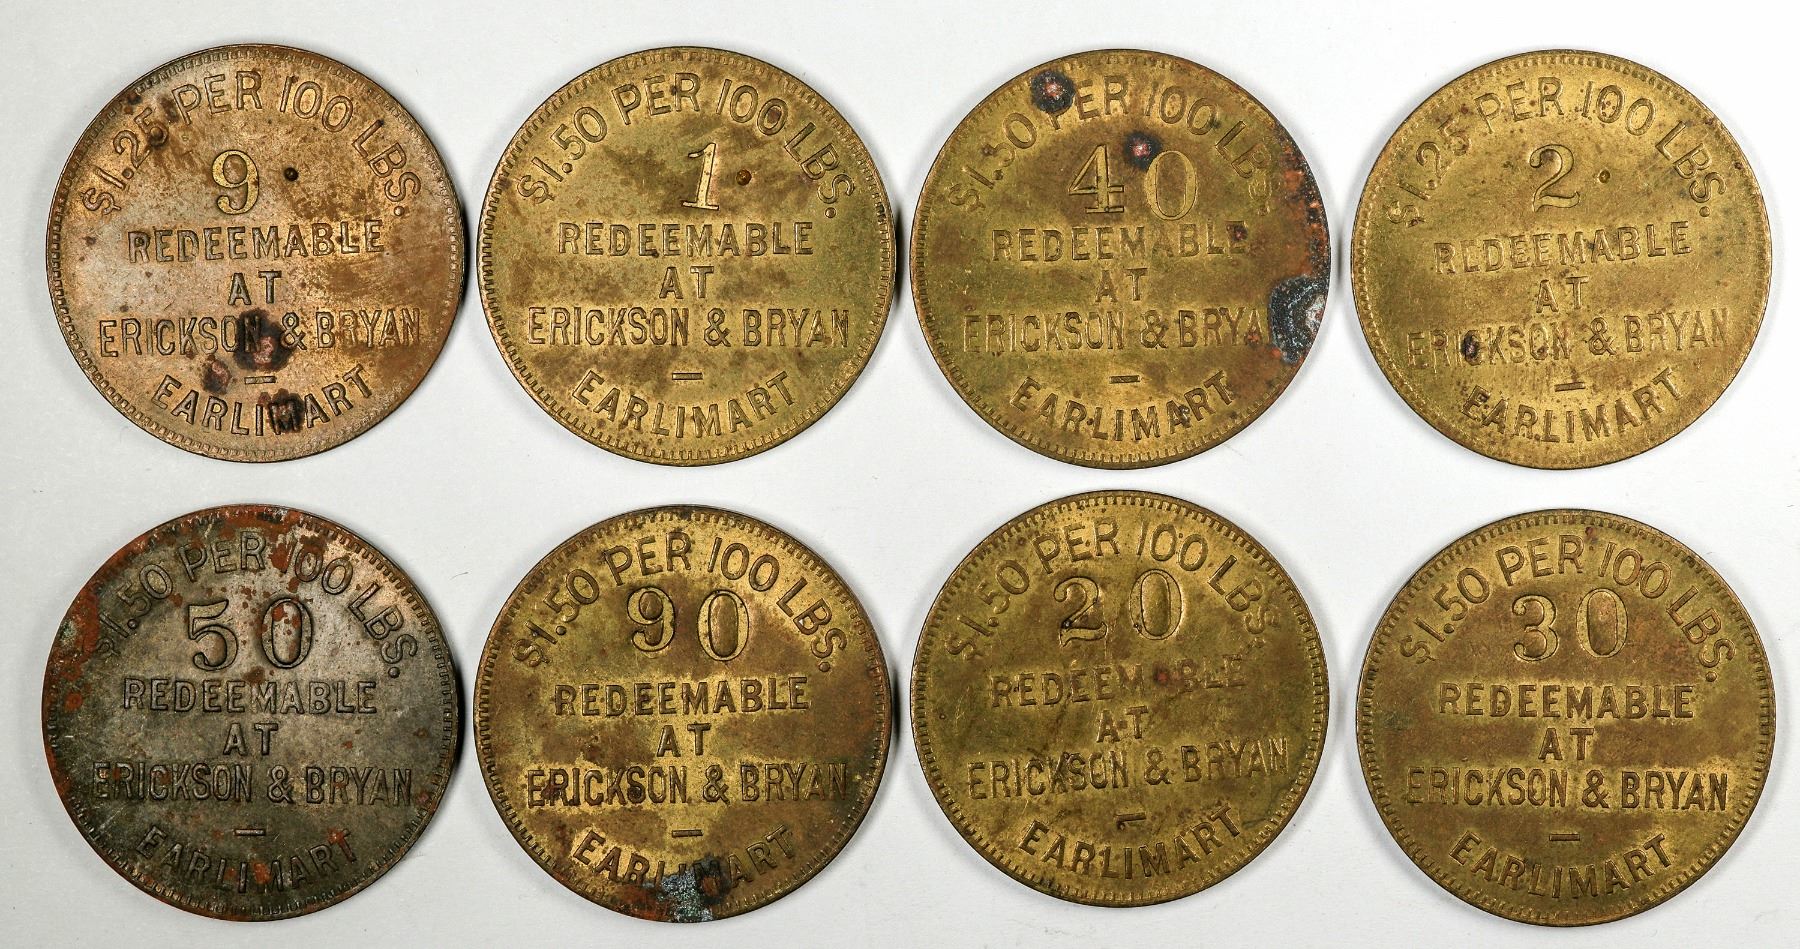 $1.25 PER 100 LBS.
9.
REDEEMABLE
AT
ERICKSON & BRYAN
—
EARLIMART
$1.50 PER 100 LBS.
1.
REDEEMABLE
AT
ERICKSON & BRYAN
—
EARLIMART
$1.50 PER 100 LBS.
40
REDEEMABLE
AT
ERICKSON & BRYAN
—
EARLIMART
$1.25 PER 100 LBS.
2.
REDEEMABLE
AT
ERICKSON & BRYAN
—
EARLIMART
$1.50 PER 100 LBS.
50
REDEEMABLE
AT
ERICKSON & BRYAN
—
EARLIMART
$1.50 PER 100 LBS.
90
REDEEMABLE
AT
ERICKSON & BRYAN
—
EARLIMART
$1.50 PER 100 LBS.
20
REDEEMABLE
AT
ERICKSON & BRYAN
—
EARLIMART
$1.50 PER 100 LBS.
30
REDEEMABLE
AT
ERICKSON & BRYAN
—
EARLIMART